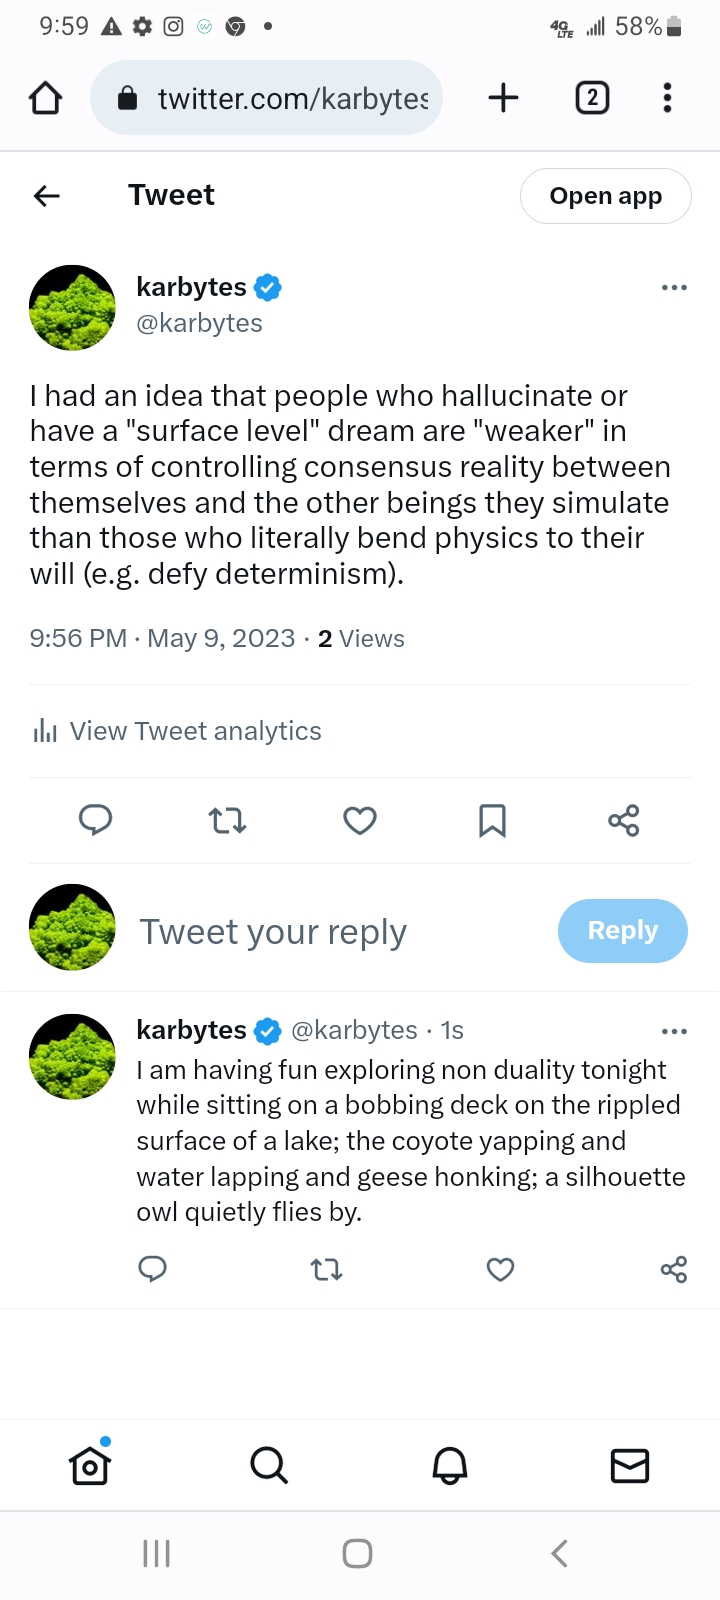 9:59
4G LTE 58%
twitter.com/karbytes
2
Tweet
Open app
karbytes
@karbytes
I had an idea that people who hallucinate or
have a "surface level" dream are "weaker" in
terms of controlling consensus reality between
themselves and the other beings they simulate
than those who literally bend physics to their
will (e.g. defy determinism).
9:56 PM · May 9, 2023 · 2 Views
View Tweet analytics
Tweet your reply
Reply
karbytes @karbytes · 1s
I am having fun exploring non duality tonight
while sitting on a bobbing deck on the rippled
surface of a lake; the coyote yapping and
water lapping and geese honking; a silhouette
owl quietly flies by.